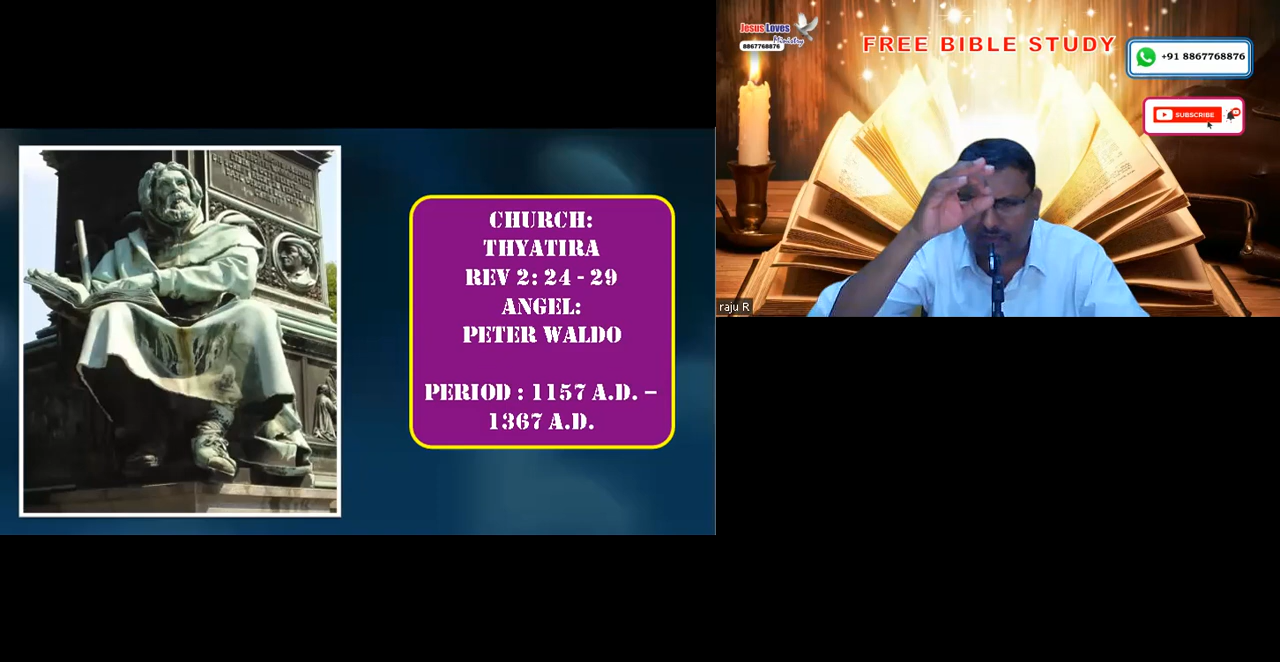 CHURCH:
THYATIRA
REV 2: 24 - 29
ANGEL:
PETER WALDO
PERIOD : 1157 A.D. –
1367 A.D.
Jesus Loves
Ministry
8867768876
FREE BIBLE STUDY
+91 8867768876
SUBSCRIBE
raju R